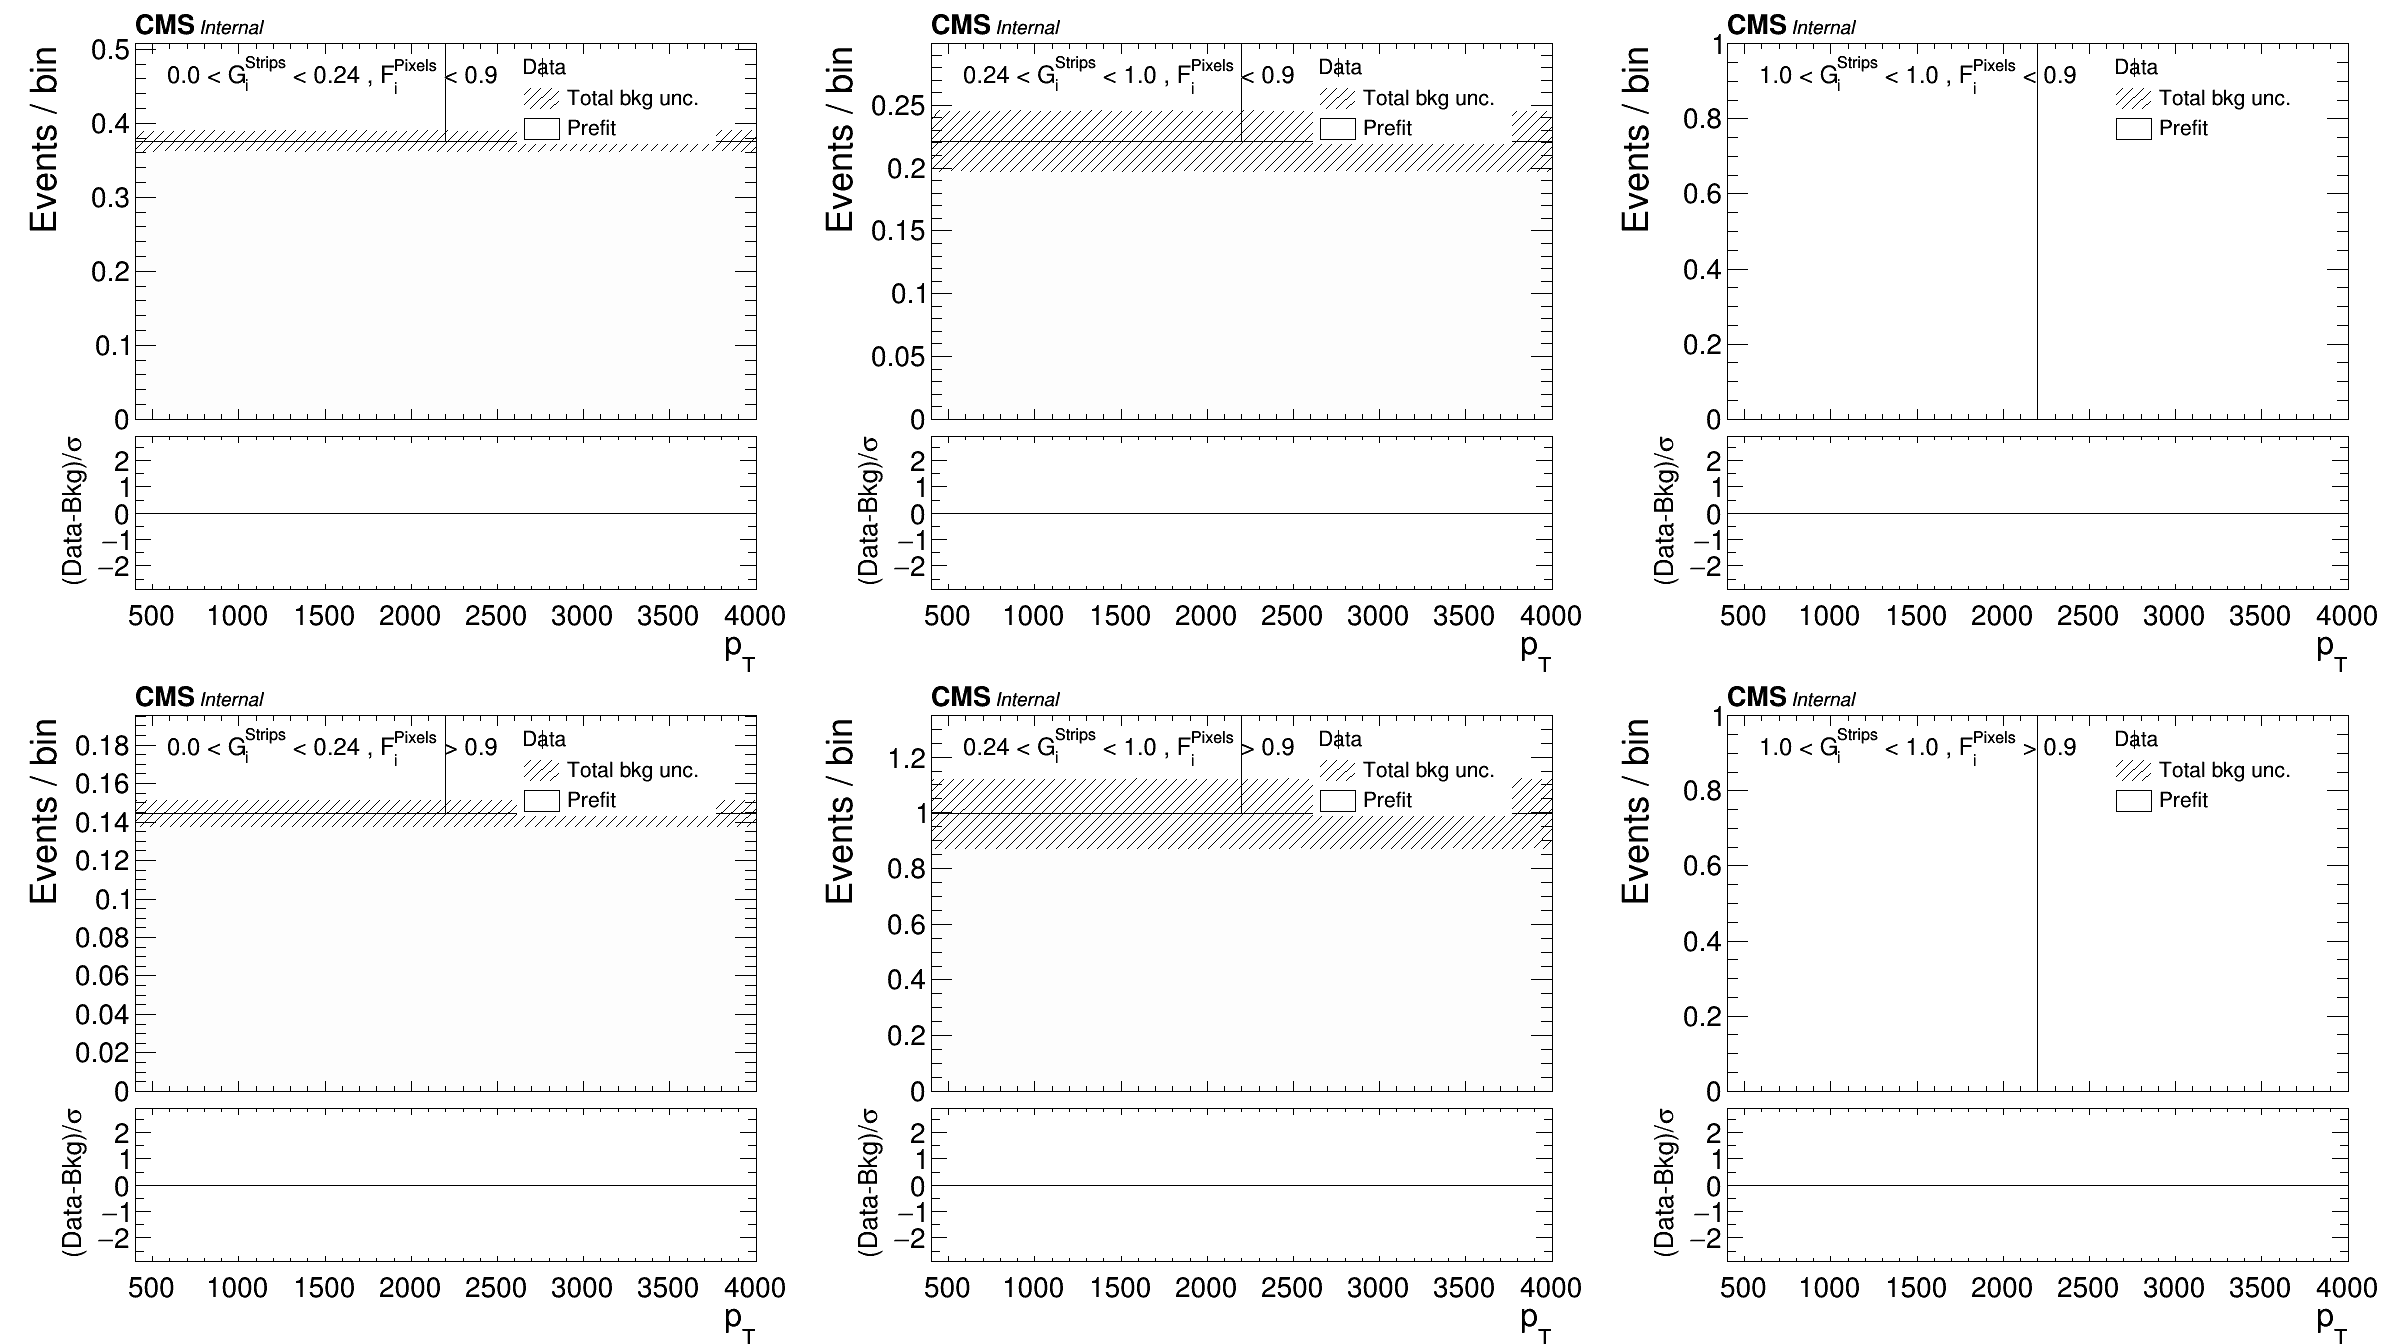 CMS Internal
Events / bin
0.5
0.4
0.3
0.2
0.1
0
0.0 < G_i^Strips < 0.24 , F_i^Pixels < 0.9
Data
Total bkg unc.
Prefit
(Data-Bkg)/σ
2
1
0
−1
−2
500 1000 1500 2000 2500 3000 3500 4000
p_T
CMS Internal
Events / bin
0.25
0.2
0.15
0.1
0.05
0
0.24 < G_i^Strips < 1.0 , F_i^Pixels < 0.9
Data
Total bkg unc.
Prefit
(Data-Bkg)/σ
2
1
0
−1
−2
500 1000 1500 2000 2500 3000 3500 4000
p_T
CMS Internal
Events / bin
1
0.8
0.6
0.4
0.2
0
1.0 < G_i^Strips < 1.0 , F_i^Pixels < 0.9
Data
Total bkg unc.
Prefit
(Data-Bkg)/σ
2
1
0
−1
−2
500 1000 1500 2000 2500 3000 3500 4000
p_T
CMS Internal
Events / bin
0.18
0.16
0.14
0.12
0.1
0.08
0.06
0.04
0.02
0
0.0 < G_i^Strips < 0.24 , F_i^Pixels > 0.9
Data
Total bkg unc.
Prefit
(Data-Bkg)/σ
2
1
0
−1
−2
500 1000 1500 2000 2500 3000 3500 4000
p_T
CMS Internal
Events / bin
1.2
1
0.8
0.6
0.4
0.2
0
0.24 < G_i^Strips < 1.0 , F_i^Pixels > 0.9
Data
Total bkg unc.
Prefit
(Data-Bkg)/σ
2
1
0
−1
−2
500 1000 1500 2000 2500 3000 3500 4000
p_T
CMS Internal
Events / bin
1
0.8
0.6
0.4
0.2
0
1.0 < G_i^Strips < 1.0 , F_i^Pixels > 0.9
Data
Total bkg unc.
Prefit
(Data-Bkg)/σ
2
1
0
−1
−2
500 1000 1500 2000 2500 3000 3500 4000
p_T